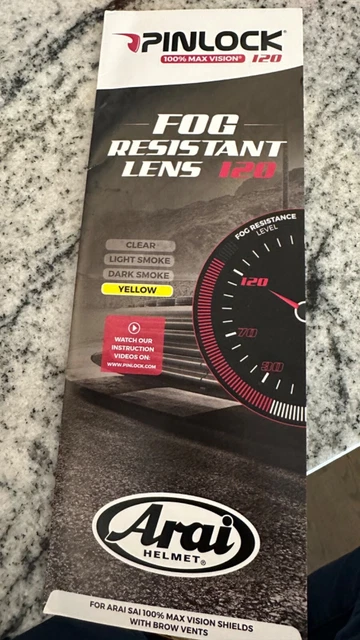 PINLOCK®
100% MAX VISION® 120
FOG
RESISTANT
LENS 120
FOG RESISTANCE
LEVEL
CLEAR
LIGHT SMOKE
DARK SMOKE
YELLOW
120
70
30
WATCH OUR
INSTRUCTION
VIDEOS ON:
WWW.PINLOCK.COM
Arai
HELMET®
FOR ARAI SAI 100% MAX VISION SHIELDS
WITH BROW VENTS